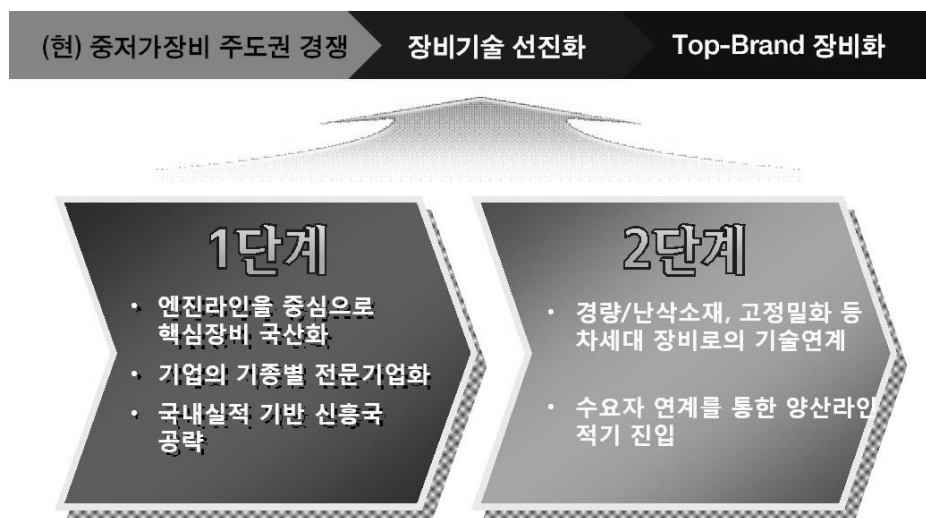 (현) 중저가장비 주도권 경쟁
장비기술 선진화
Top-Brand 장비화
1단계
• 엔진라인을 중심으로
핵심장비 국산화
• 기업의 기종별 전문기업화
• 국내실적 기반 신흥국
공략
2단계
• 경량/난삭소재, 고정밀화 등
차세대 장비로의 기술연계
• 수요자 연계를 통한 양산라인
적기 진입